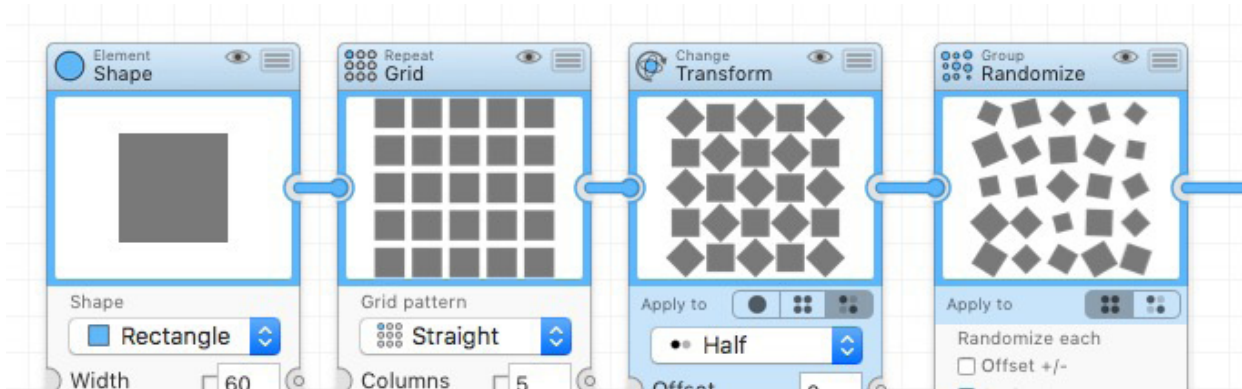 Element
Shape
Repeat
Grid
Change
Transform
Group
Randomize
Shape
Rectangle
Width
60
Grid pattern
Straight
Columns
5
Apply to
Half
Offset
Apply to
Randomize each
Offset +/-